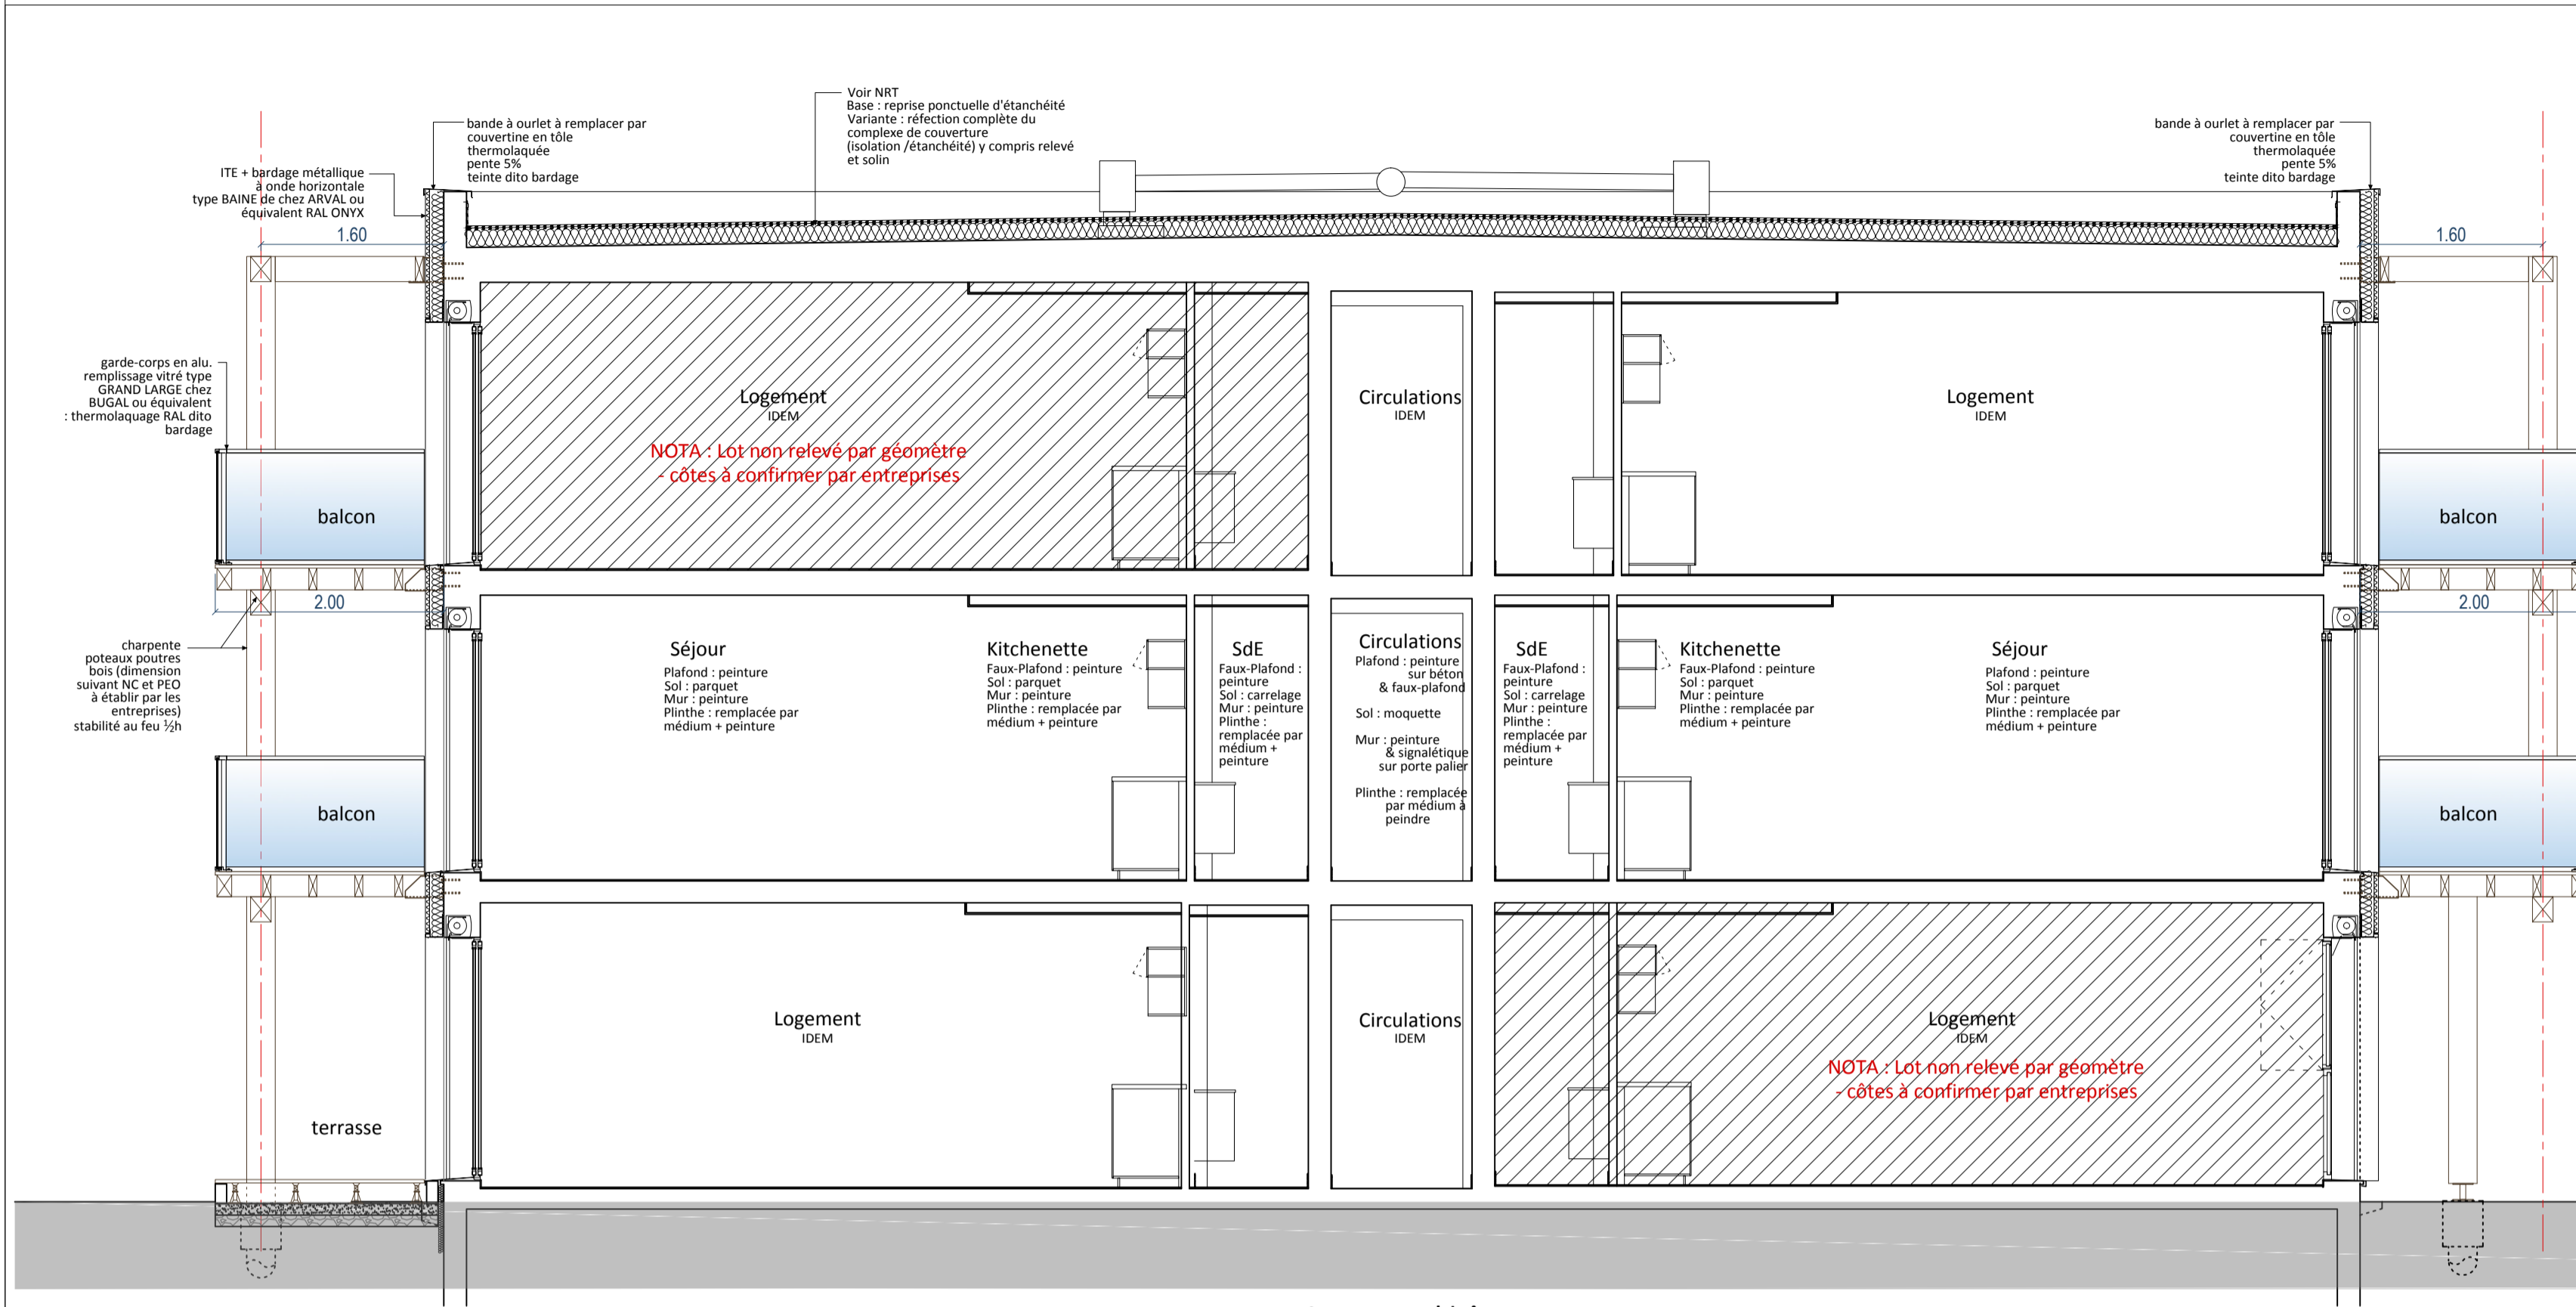 Voir NRT
Base : reprise ponctuelle d'étanchéité
Variante : réfection complète du
complexe de couverture
(isolation /étanchéité) y compris relevé
et solin
bande à ourlet à remplacer par
couvertine en tôle
thermolaquée
pente 5%
teinte dito bardage
bande à ourlet à remplacer par
couvertine en tôle
thermolaquée
pente 5%
teinte dito bardage
ITE + bardage métallique
à onde horizontale
type BAINE de chez ARVAL ou
équivalent RAL ONYX
1.60
1.60
garde-corps en alu.
remplissage vitré type
GRAND LARGE chez
BUGAL ou équivalent
: thermolaquage RAL dito
bardage
Logement
IDEM
NOTA : Lot non relevé par géomètre
- côtes à confirmer par entreprises
Circulations
IDEM
Logement
IDEM
balcon
balcon
2.00
2.00
charpente
poteaux poutres
bois (dimension
suivant NC et PEO
à établir par les
entreprises)
stabilité au feu ½h
Séjour
Plafond : peinture
Sol : parquet
Mur : peinture
Plinthe : remplacée par
médium + peinture
Kitchenette
Faux-Plafond : peinture
Sol : parquet
Mur : peinture
Plinthe : remplacée par
médium + peinture
SdE
Faux-Plafond :
peinture
Sol : carrelage
Mur : peinture
Plinthe :
remplacée par
médium +
peinture
Circulations
Plafond : peinture
sur béton
& faux-plafond
Sol : moquette
Mur : peinture
& signalétique
sur porte palier
Plinthe : remplacée
par médium à
peindre
SdE
Faux-Plafond :
peinture
Sol : carrelage
Mur : peinture
Plinthe :
remplacée par
médium +
peinture
Kitchenette
Faux-Plafond : peinture
Sol : parquet
Mur : peinture
Plinthe : remplacée par
médium + peinture
Séjour
Plafond : peinture
Sol : parquet
Mur : peinture
Plinthe : remplacée par
médium + peinture
balcon
balcon
Logement
IDEM
Circulations
IDEM
Logement
IDEM
NOTA : Lot non relevé par géomètre
- côtes à confirmer par entreprises
terrasse